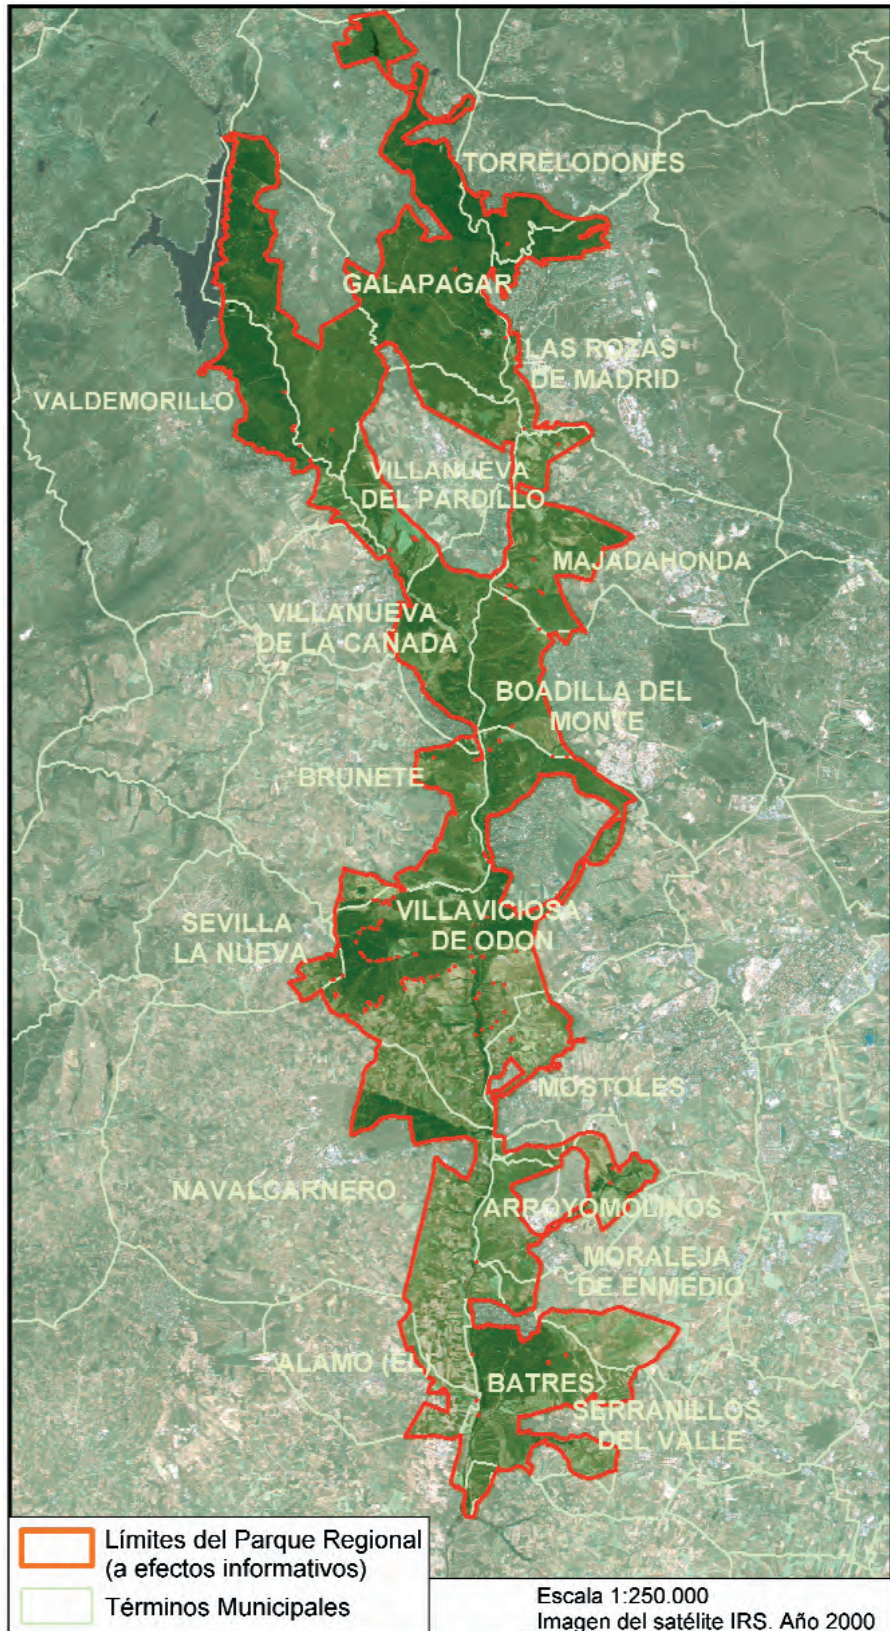 TORRELODONES
GALAPAGAR
LAS ROZAS
DE MADRID
VALDEMORILLO
VILLANUEVA
DEL PARDILLO
MAJADAHONDA
VILLANUEVA
DE LA CAÑADA
BOADILLA DEL
MONTE
BRUNETE
VILLAVICIOSA
DE ODON
SEVILLA
LA NUEVA
MOSTOLES
NAVALCARNERO
ARROYOMOLINOS
MORALEJA
DE ENMEDIO
ALAMO (EL)
BATRES
SERRANILLOS
DEL VALLE
Límites del Parque Regional
(a efectos informativos)
Términos Municipales
Escala 1:250.000
Imagen del satélite IRS. Año 2000